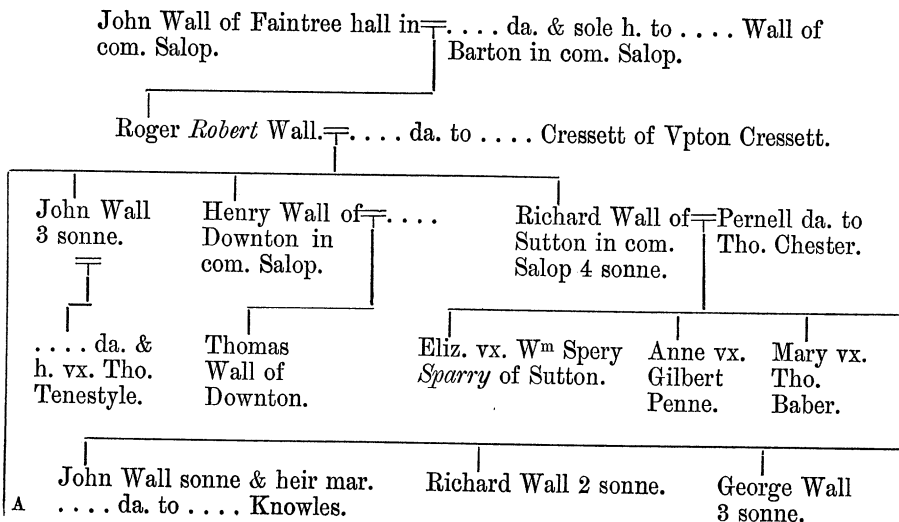 John Wall of Faintree hall in . . . . da. & sole h. to . . . . Wall of
com. Salop. Barton in com. Salop.
Roger Robert Wall. . . . . da. to . . . . Cressett of Vpton Cressett.
John Wall
3 sonne.
Henry Wall of . . . .
Downton in
com. Salop.
Richard Wall of
Sutton in com.
Salop 4 sonne.
Pernell da. to
Tho. Chester.
. . . . da. &
h. vx. Tho.
Tenestyle.
Thomas
Wall of
Downton.
Eliz. vx. Wᵐ Spery
Sparry of Sutton.
Anne vx.
Gilbert
Penne.
Mary vx.
Tho.
Baber.
John Wall sonne & heir mar.
. . . . da. to . . . . Knowles.
Richard Wall 2 sonne.
George Wall
3 sonne.
A